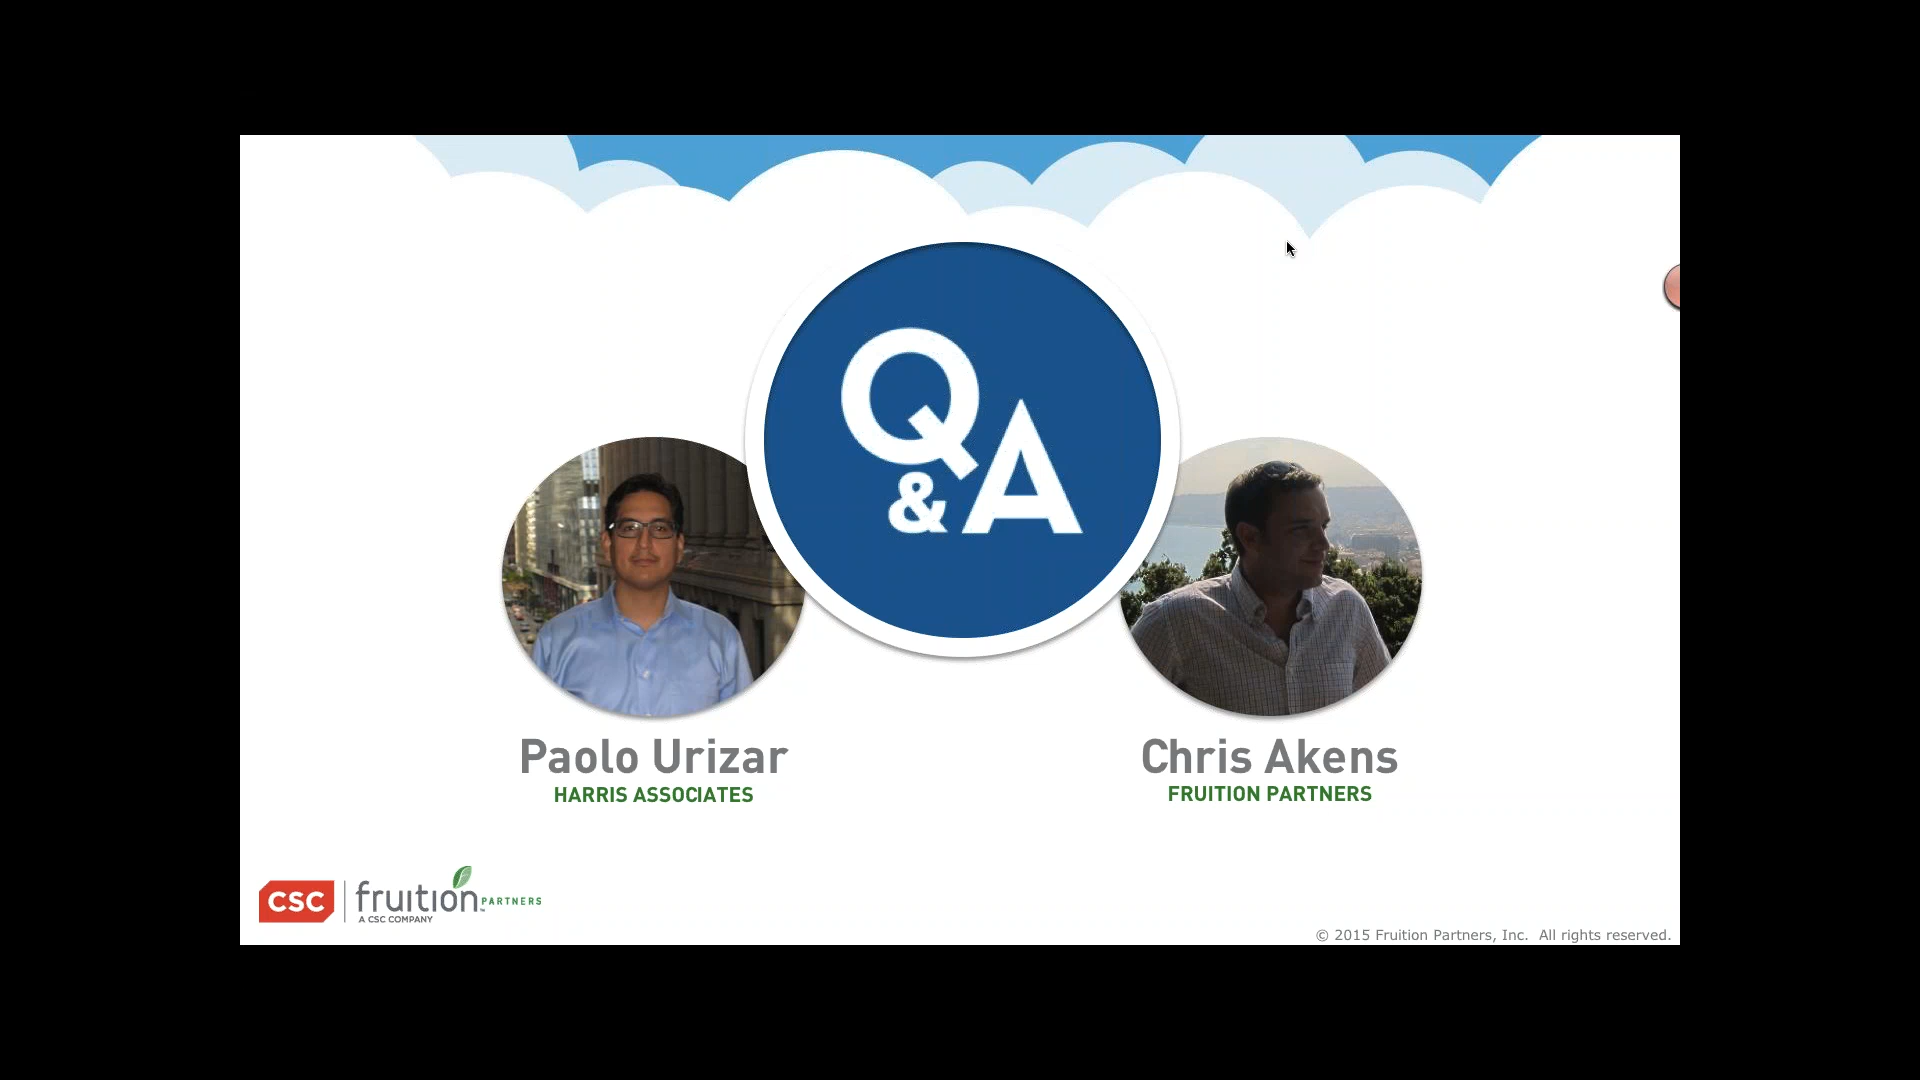 Q
& A
Paolo Urizar
HARRIS ASSOCIATES
Chris Akens
FRUITION PARTNERS
CSC
fruition PARTNERS
A CSC COMPANY
© 2015 Fruition Partners, Inc. All rights reserved.